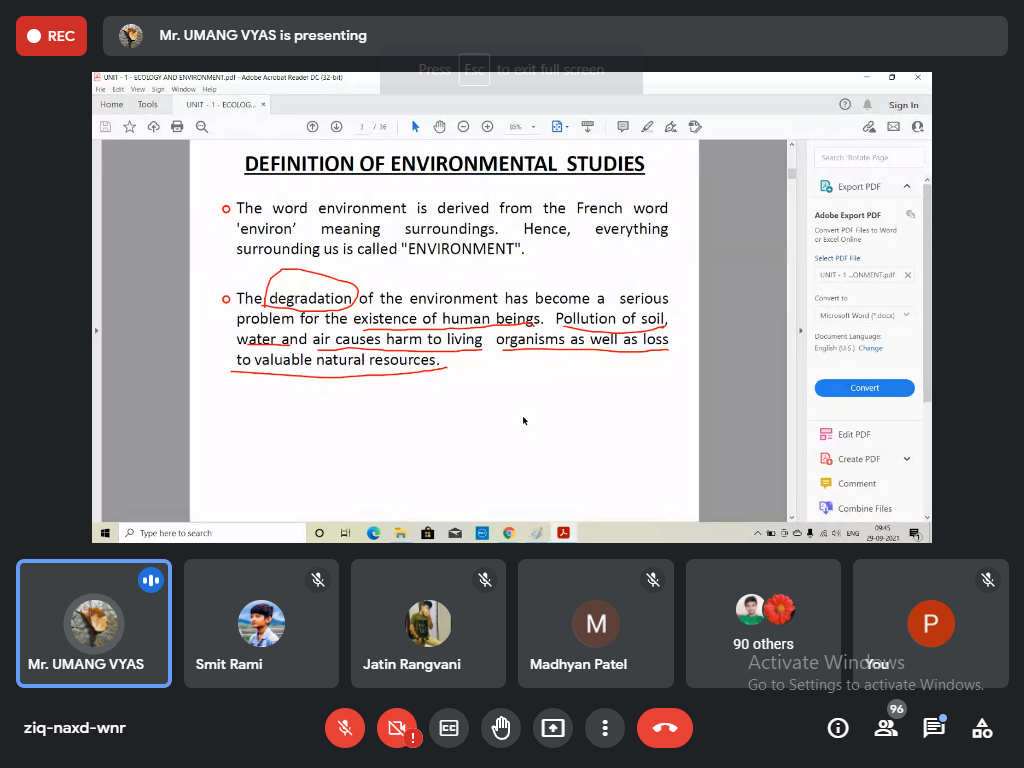 REC
Mr. UMANG VYAS is presenting
Press Esc to exit full screen
UNIT - 1 - ECOLOGY AND ENVIRONMENT.pdf - Adobe Acrobat Reader DC (32-bit)
File Edit View Sign Window Help
Home Tools UNIT - 1 - ECOLOG... × Sign In
3 / 36 85%
DEFINITION OF ENVIRONMENTAL STUDIES
The word environment is derived from the French word
'environ’ meaning surroundings. Hence, everything
surrounding us is called "ENVIRONMENT".
The degradation of the environment has become a serious
problem for the existence of human beings. Pollution of soil,
water and air causes harm to living organisms as well as loss
to valuable natural resources.
Search 'Rotate Page
Export PDF
Adobe Export PDF
Convert PDF Files to Word
or Excel Online
Select PDF File
UNIT - 1 ...ONMENT.pdf
Convert to
Microsoft Word (*.docx)
Document Language:
English (U.S.) Change
Convert
Edit PDF
Create PDF
Comment
Combine Files
Type here to search
ENG
09:45
29-09-2021
Mr. UMANG VYAS
Smit Rami
Jatin Rangvani
M
Madhyan Patel
90 others
P
You
Activate Windows
Go to Settings to activate Windows.
ziq-naxd-wnr
CC
96